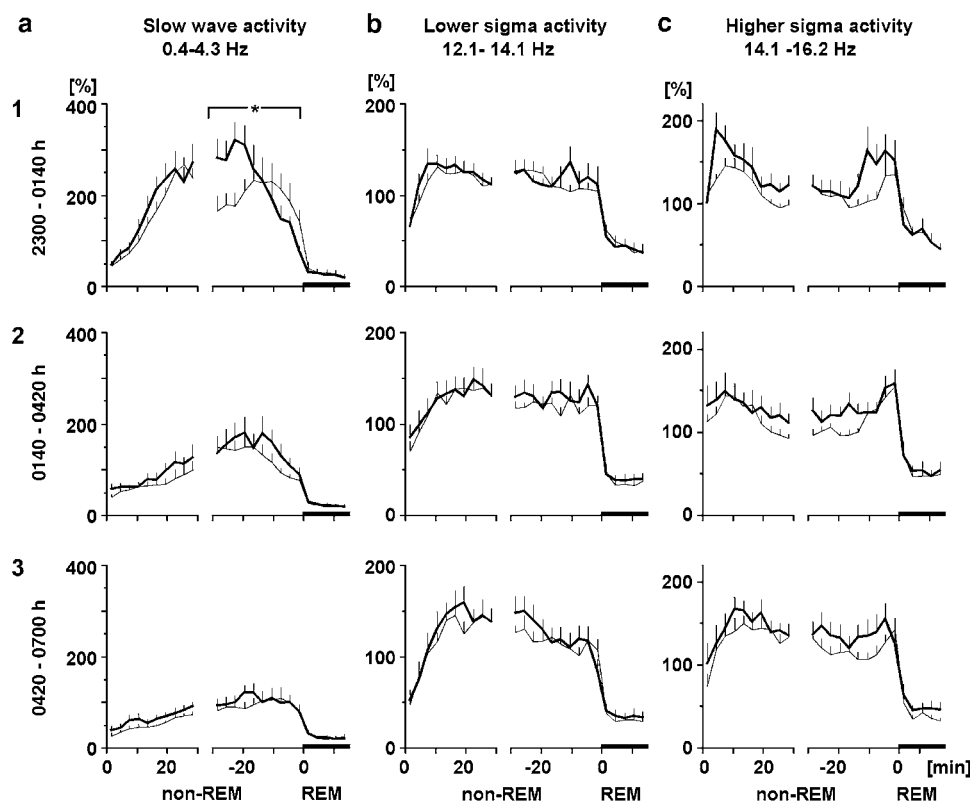 a Slow wave activity b Lower sigma activity c Higher sigma activity
0.4-4.3 Hz 12.1- 14.1 Hz 14.1 -16.2 Hz
[%] [%] [%]
1
2300 - 0140 h
400 200 0
*
200 100 0
200 100 0
2
0140 - 0420 h
400 200 0
200 100 0
200 100 0
3
0420 - 0700 h
400 200 0
200 100 0
200 100 0
0 20 -20 0 0 20 -20 0 0 20 -20 0 [min]
non-REM REM non-REM REM non-REM REM